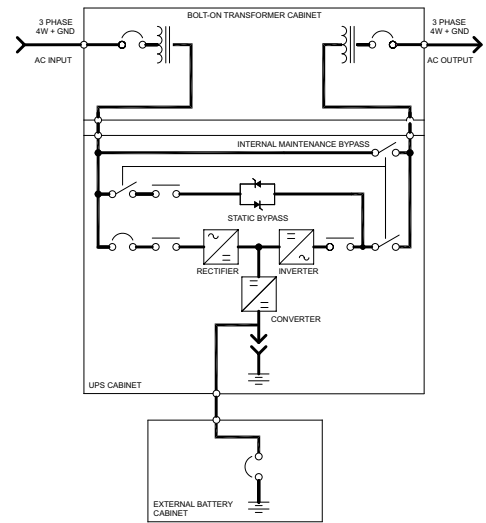 BOLT-ON TRANSFORMER CABINET
3 PHASE
4W + GND
AC INPUT
3 PHASE
4W + GND
AC OUTPUT
INTERNAL MAINTENANCE BYPASS
STATIC BYPASS
RECTIFIER
INVERTER
CONVERTER
UPS CABINET
EXTERNAL BATTERY
CABINET